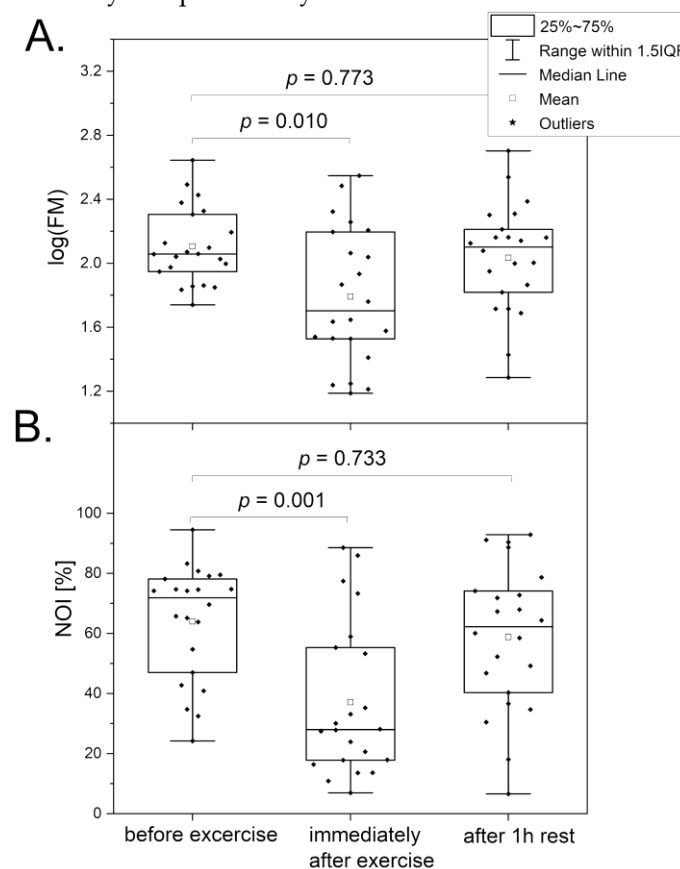 A.
25%~75%
Range within 1.5IQR
Median Line
Mean
Outliers
p = 0.773
p = 0.010
log(FM)
3.2
2.8
2.4
2.0
1.6
1.2
B.
p = 0.733
p = 0.001
NOI [%]
100
80
60
40
20
0
before excercise
immediately
after exercise
after 1h rest